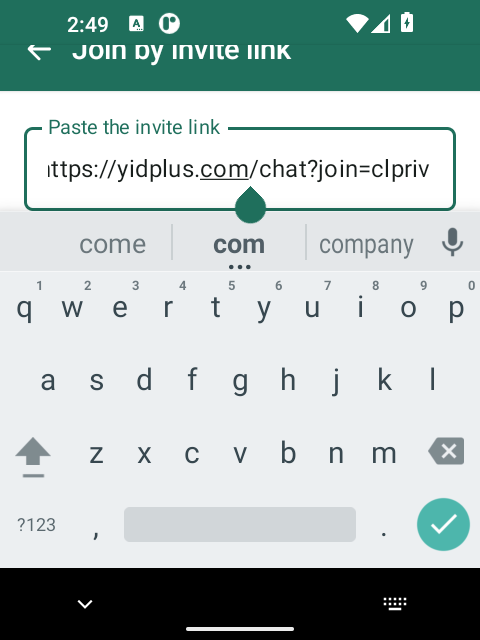 2:49
Join by invite link
Paste the invite link
https://yidplus.com/chat?join=clpriv
come com company
1 2 3 4 5 6 7 8 9 0
q w e r t y u i o p
a s d f g h j k l
z x c v b n m
?123 , .